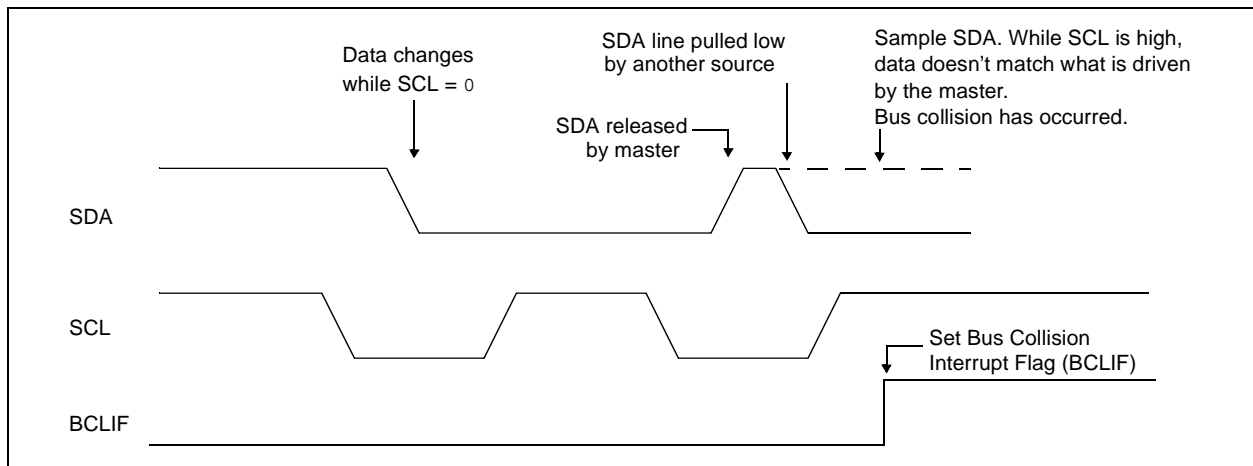 Data changes
while SCL = 0
SDA line pulled low
by another source
Sample SDA. While SCL is high,
data doesn't match what is driven
by the master.
Bus collision has occurred.
SDA released
by master
SDA
SCL
Set Bus Collision
Interrupt Flag (BCLIF)
BCLIF